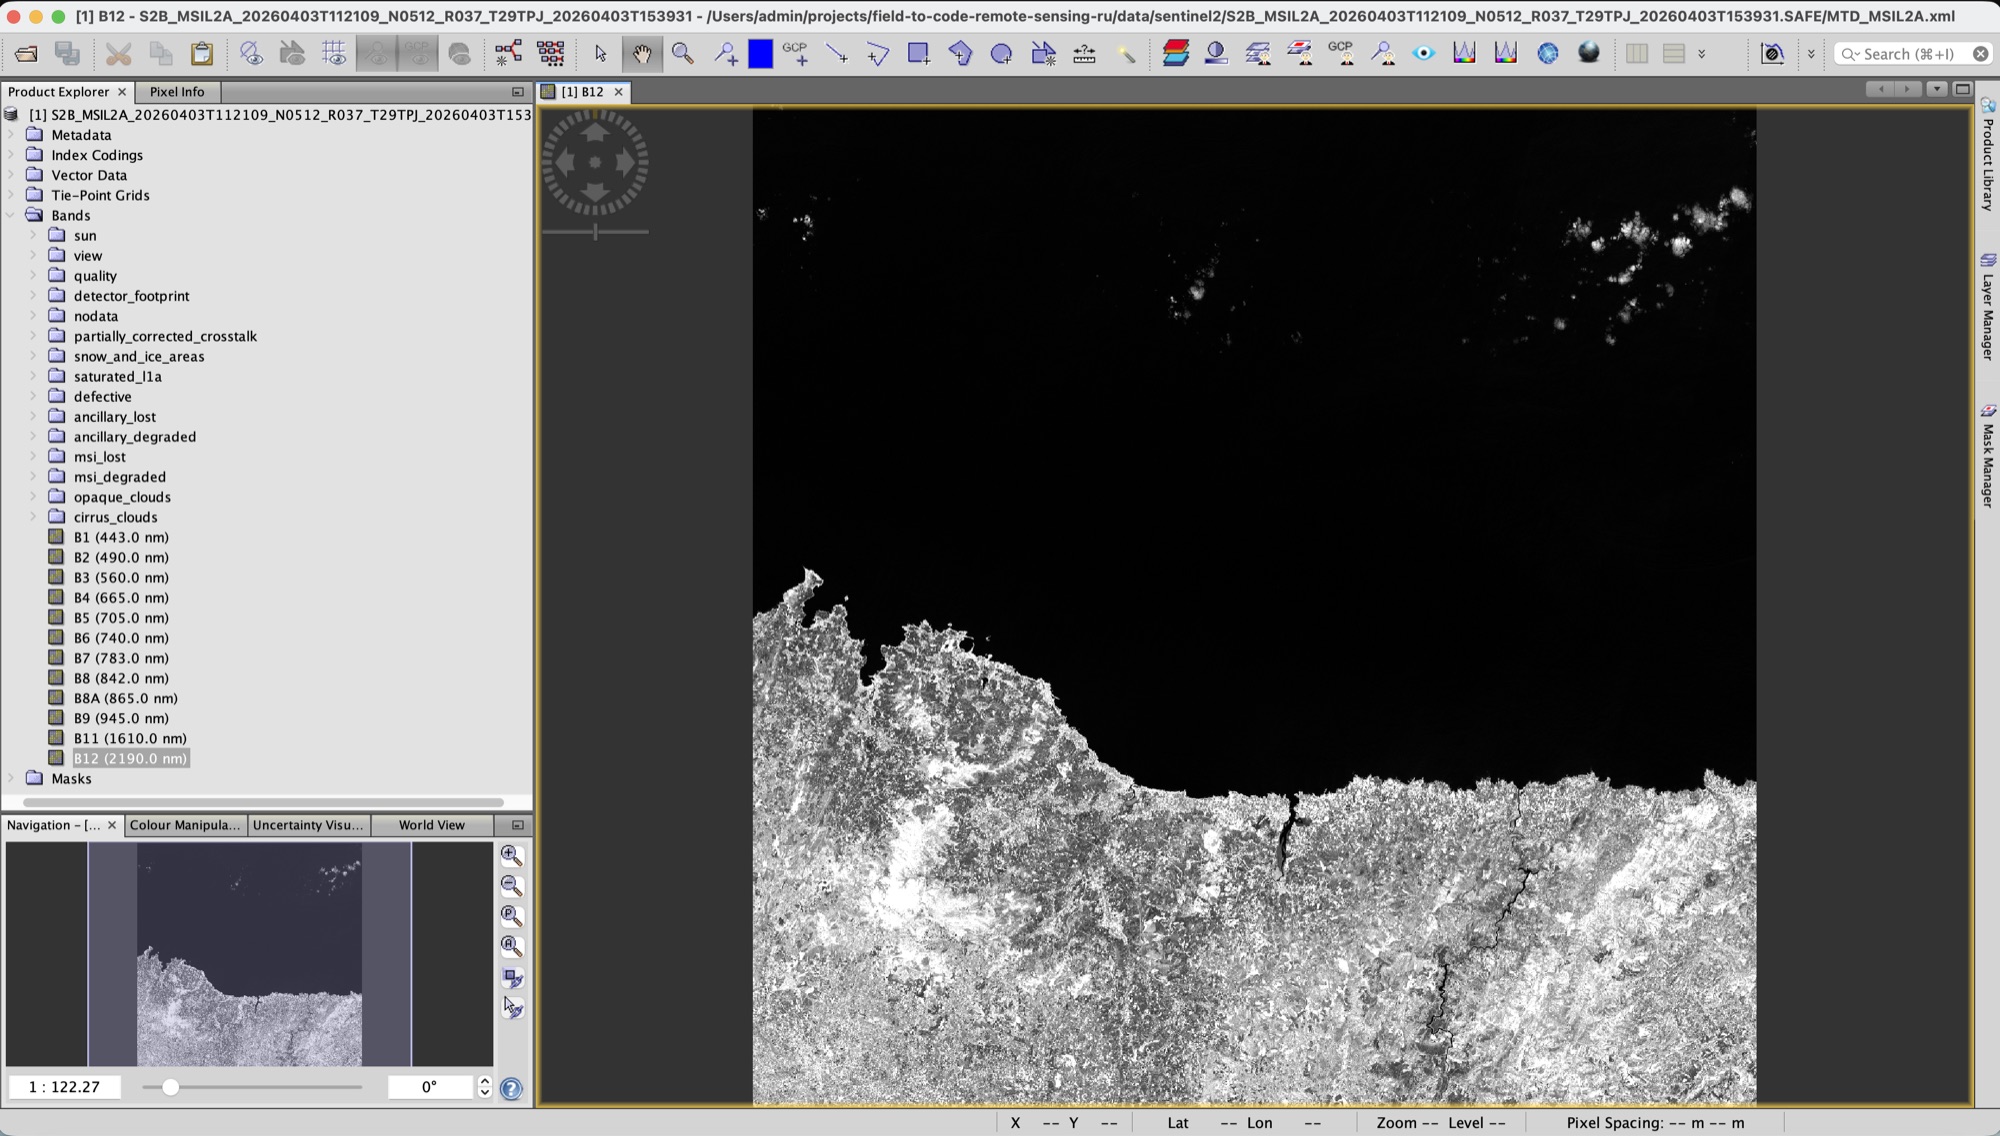 [1] B12 - S2B_MSIL2A_20260403T112109_N0512_R037_T29TPJ_20260403T153931 - /Users/admin/projects/field-to-code-remote-sensing-ru/data/sentinel2/S2B_MSIL2A_20260403T112109_N0512_R037_T29TPJ_20260403T153931.SAFE/MTD_MSIL2A.xml
GCP GCP GCP Search (⌘+I)
Product Explorer Pixel Info
[1] B12
[1] S2B_MSIL2A_20260403T112109_N0512_R037_T29TPJ_20260403T153
Metadata
Index Codings
Vector Data
Tie-Point Grids
Bands
sun
view
quality
detector_footprint
nodata
partially_corrected_crosstalk
snow_and_ice_areas
saturated_l1a
defective
ancillary_lost
ancillary_degraded
msi_lost
msi_degraded
opaque_clouds
cirrus_clouds
B1 (443.0 nm)
B2 (490.0 nm)
B3 (560.0 nm)
B4 (665.0 nm)
B5 (705.0 nm)
B6 (740.0 nm)
B7 (783.0 nm)
B8 (842.0 nm)
B8A (865.0 nm)
B9 (945.0 nm)
B11 (1610.0 nm)
B12 (2190.0 nm)
Masks
Product Library
Layer Manager
Mask Manager
Navigation - [... Colour Manipula... Uncertainty Visu... World View
1 : 122.27 0°
X -- Y -- Lat -- Lon -- Zoom -- Level -- Pixel Spacing: -- m -- m